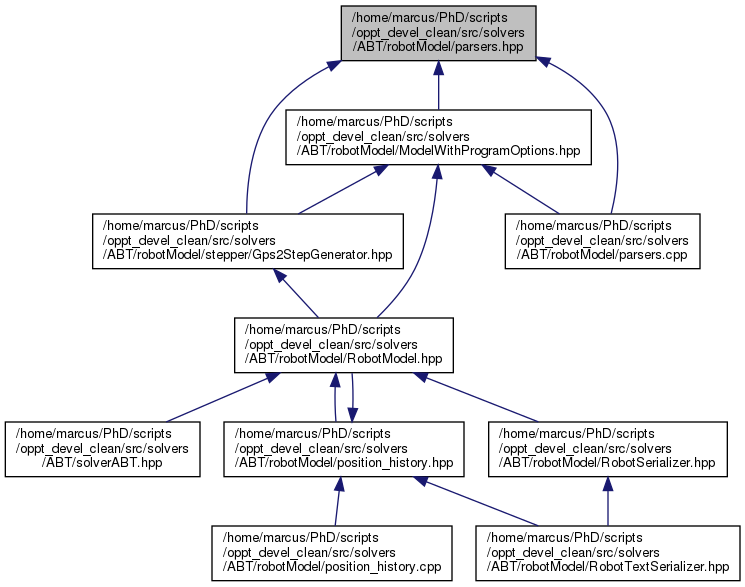 /home/marcus/PhD/scripts
/oppt_devel_clean/src/solvers
/ABT/robotModel/parsers.hpp
/home/marcus/PhD/scripts
/oppt_devel_clean/src/solvers
/ABT/robotModel/ModelWithProgramOptions.hpp
/home/marcus/PhD/scripts
/oppt_devel_clean/src/solvers
/ABT/robotModel/stepper/Gps2StepGenerator.hpp
/home/marcus/PhD/scripts
/oppt_devel_clean/src/solvers
/ABT/robotModel/parsers.cpp
/home/marcus/PhD/scripts
/oppt_devel_clean/src/solvers
/ABT/robotModel/RobotModel.hpp
/home/marcus/PhD/scripts
/oppt_devel_clean/src/solvers
/ABT/solverABT.hpp
/home/marcus/PhD/scripts
/oppt_devel_clean/src/solvers
/ABT/robotModel/position_history.hpp
/home/marcus/PhD/scripts
/oppt_devel_clean/src/solvers
/ABT/robotModel/RobotSerializer.hpp
/home/marcus/PhD/scripts
/oppt_devel_clean/src/solvers
/ABT/robotModel/position_history.cpp
/home/marcus/PhD/scripts
/oppt_devel_clean/src/solvers
/ABT/robotModel/RobotTextSerializer.hpp